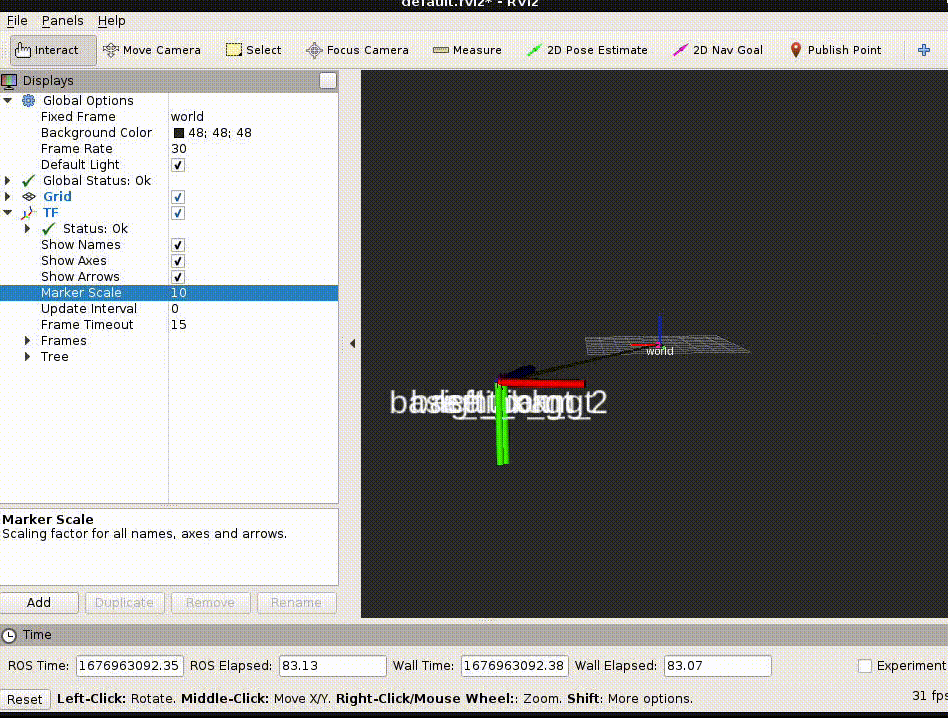 default.rviz* - RViz
File Panels Help
Interact Move Camera Select Focus Camera Measure 2D Pose Estimate 2D Nav Goal Publish Point
Displays
Global Options
Fixed Frame world
Background Color 48; 48; 48
Frame Rate 30
Default Light
Global Status: Ok
Grid
TF
Status: Ok
Show Names
Show Axes
Show Arrows
Marker Scale 10
Update Interval 0
Frame Timeout 15
Frames
Tree
world
Marker Scale
Scaling factor for all names, axes and arrows.
Add Duplicate Remove Rename
Time
ROS Time: 1676963092.35 ROS Elapsed: 83.13 Wall Time: 1676963092.38 Wall Elapsed: 83.07 Experiment
Reset Left-Click: Rotate. Middle-Click: Move X/Y. Right-Click/Mouse Wheel:: Zoom. Shift: More options. 31 fps